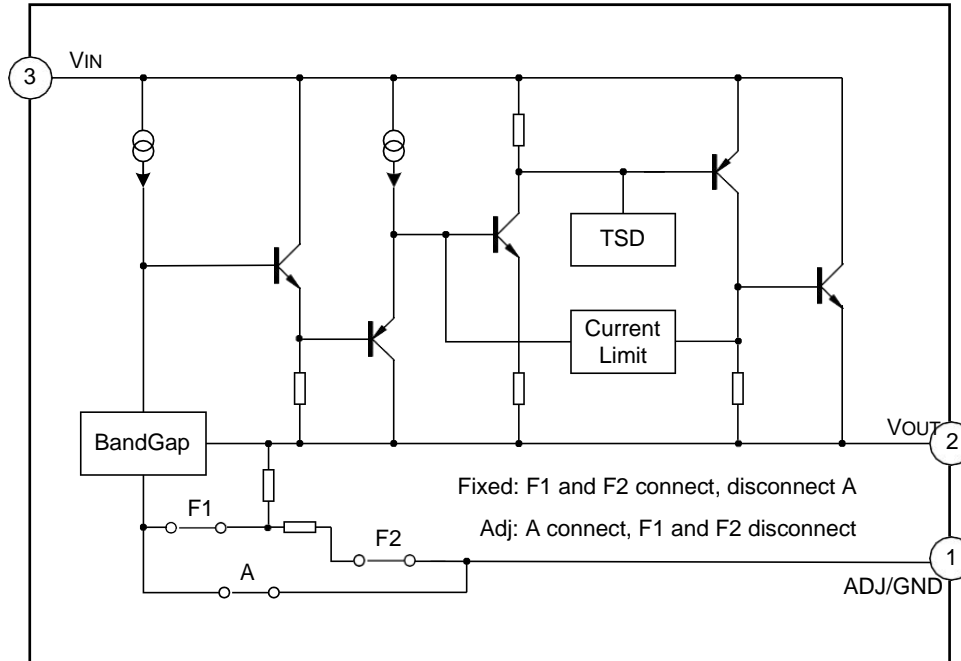 VIN
3
TSD
Current
Limit
BandGap
VOUT
2
Fixed: F1 and F2 connect, disconnect A
F1
Adj: A connect, F1 and F2 disconnect
F2
1
A
ADJ/GND